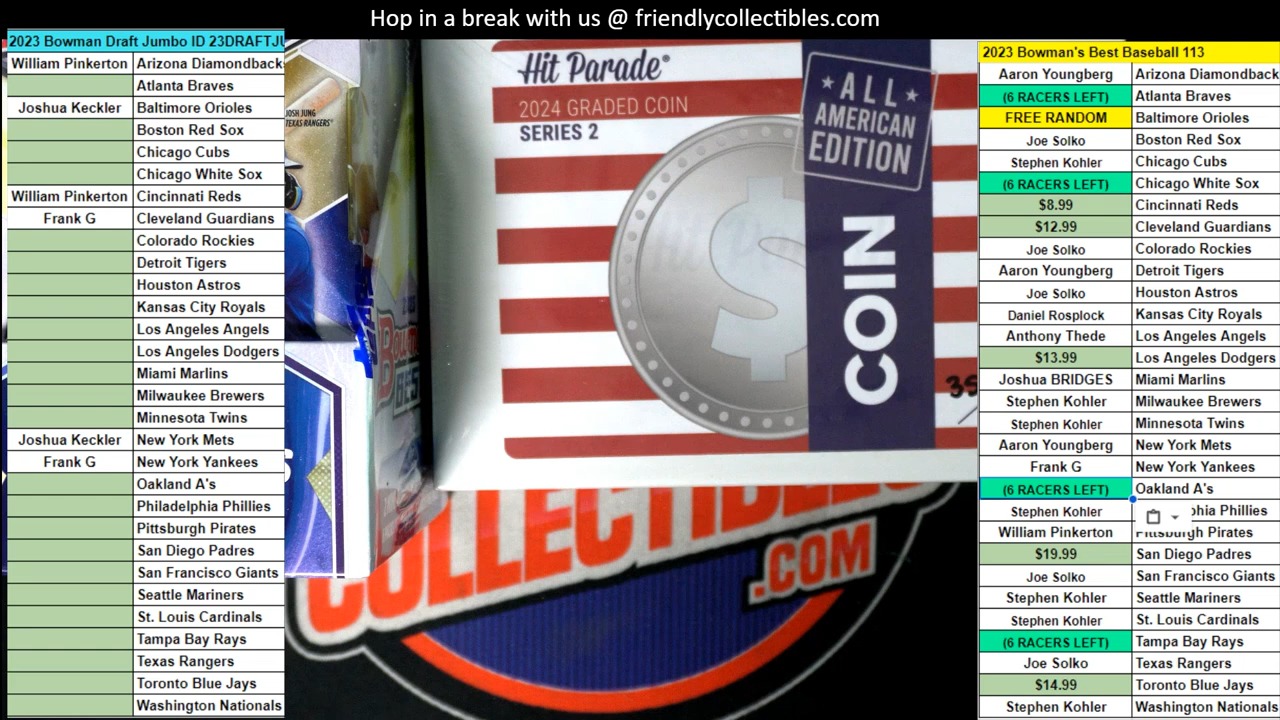 Hop in a break with us @ friendlycollectibles.com
2023 Bowman Draft Jumbo ID 23DRAFTJU
William Pinkerton Arizona Diamondback
Atlanta Braves
Joshua Keckler Baltimore Orioles
Boston Red Sox
Chicago Cubs
Chicago White Sox
William Pinkerton Cincinnati Reds
Frank G Cleveland Guardians
Colorado Rockies
Detroit Tigers
Houston Astros
Kansas City Royals
Los Angeles Angels
Los Angeles Dodgers
Miami Marlins
Milwaukee Brewers
Minnesota Twins
Joshua Keckler New York Mets
Frank G New York Yankees
Oakland A's
Philadelphia Phillies
Pittsburgh Pirates
San Diego Padres
San Francisco Giants
Seattle Mariners
St. Louis Cardinals
Tampa Bay Rays
Texas Rangers
Toronto Blue Jays
Washington Nationals
JOSH JUNG
TEXAS RANGERS
Hit Parade®
2024 GRADED COIN
SERIES 2
ALL
AMERICAN
EDITION
COIN
$
35
COLLECTIBLES
.COM
2023 Bowman's Best Baseball 113
Aaron Youngberg Arizona Diamondback
(6 RACERS LEFT) Atlanta Braves
FREE RANDOM Baltimore Orioles
Joe Solko Boston Red Sox
Stephen Kohler Chicago Cubs
(6 RACERS LEFT) Chicago White Sox
$8.99 Cincinnati Reds
$12.99 Cleveland Guardians
Joe Solko Colorado Rockies
Aaron Youngberg Detroit Tigers
Joe Solko Houston Astros
Daniel Rosplock Kansas City Royals
Anthony Thede Los Angeles Angels
$13.99 Los Angeles Dodgers
Joshua BRIDGES Miami Marlins
Stephen Kohler Milwaukee Brewers
Stephen Kohler Minnesota Twins
Aaron Youngberg New York Mets
Frank G New York Yankees
(6 RACERS LEFT) Oakland A's
Stephen Kohler phia Phillies
William Pinkerton Pittsburgh Pirates
$19.99 San Diego Padres
Joe Solko San Francisco Giants
Stephen Kohler Seattle Mariners
Stephen Kohler St. Louis Cardinals
(6 RACERS LEFT) Tampa Bay Rays
Joe Solko Texas Rangers
$14.99 Toronto Blue Jays
Stephen Kohler Washington Nationals